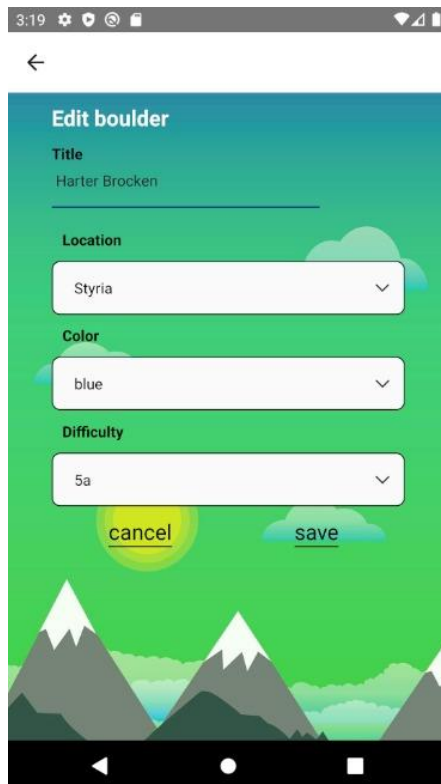 3:19
Edit boulder
Title
Harter Brocken
Location
Styria
Color
blue
Difficulty
5a
cancel save